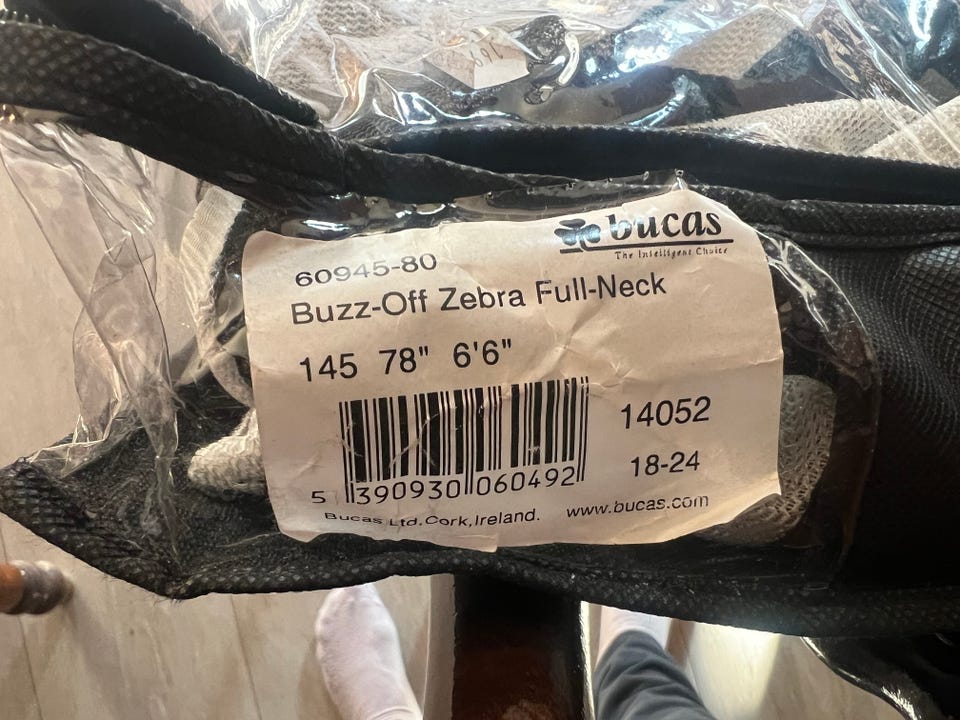 bucas
The Intelligent Choice
60945-80
Buzz-Off Zebra Full-Neck
145 78" 6'6"
14052
18-24
5 390930 060492
Bucas Ltd, Cork, Ireland. www.bucas.com